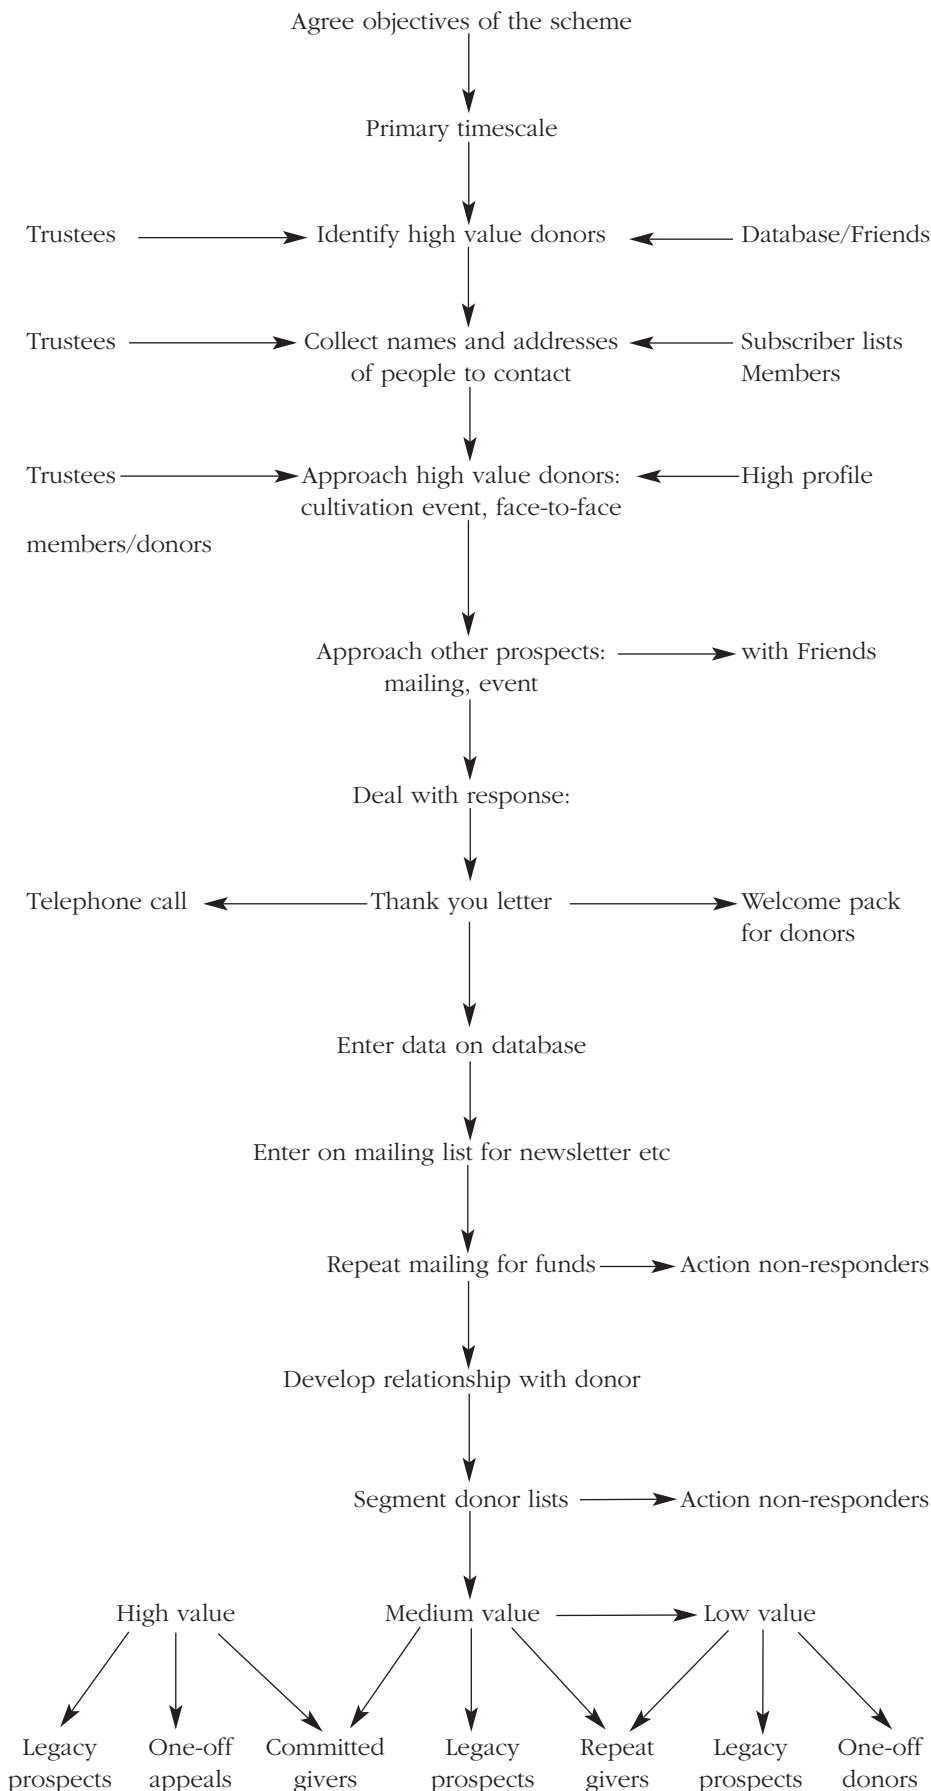 Agree objectives of the scheme
Primary timescale
Trustees
Identify high value donors
Database/Friends
Trustees
Collect names and addresses
of people to contact
Subscriber lists
Members
Trustees
Approach high value donors:
cultivation event, face-to-face
High profile
members/donors
Approach other prospects:
mailing, event
with Friends
Deal with response:
Telephone call
Thank you letter
Welcome pack
for donors
Enter data on database
Enter on mailing list for newsletter etc
Repeat mailing for funds
Action non-responders
Develop relationship with donor
Segment donor lists
Action non-responders
High value
Medium value
Low value
Legacy
prospects
One-off
appeals
Committed
givers
Legacy
prospects
Repeat
givers
Legacy
prospects
One-off
donors